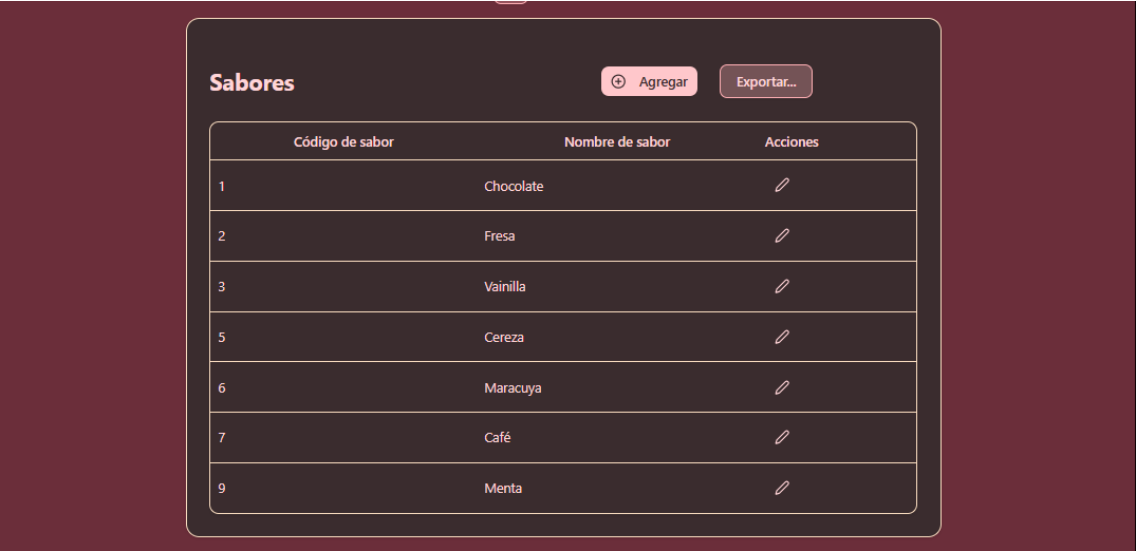 Sabores
Agregar
Exportar...
Código de sabor Nombre de sabor Acciones
1 Chocolate
2 Fresa
3 Vainilla
5 Cereza
6 Maracuya
7 Café
9 Menta